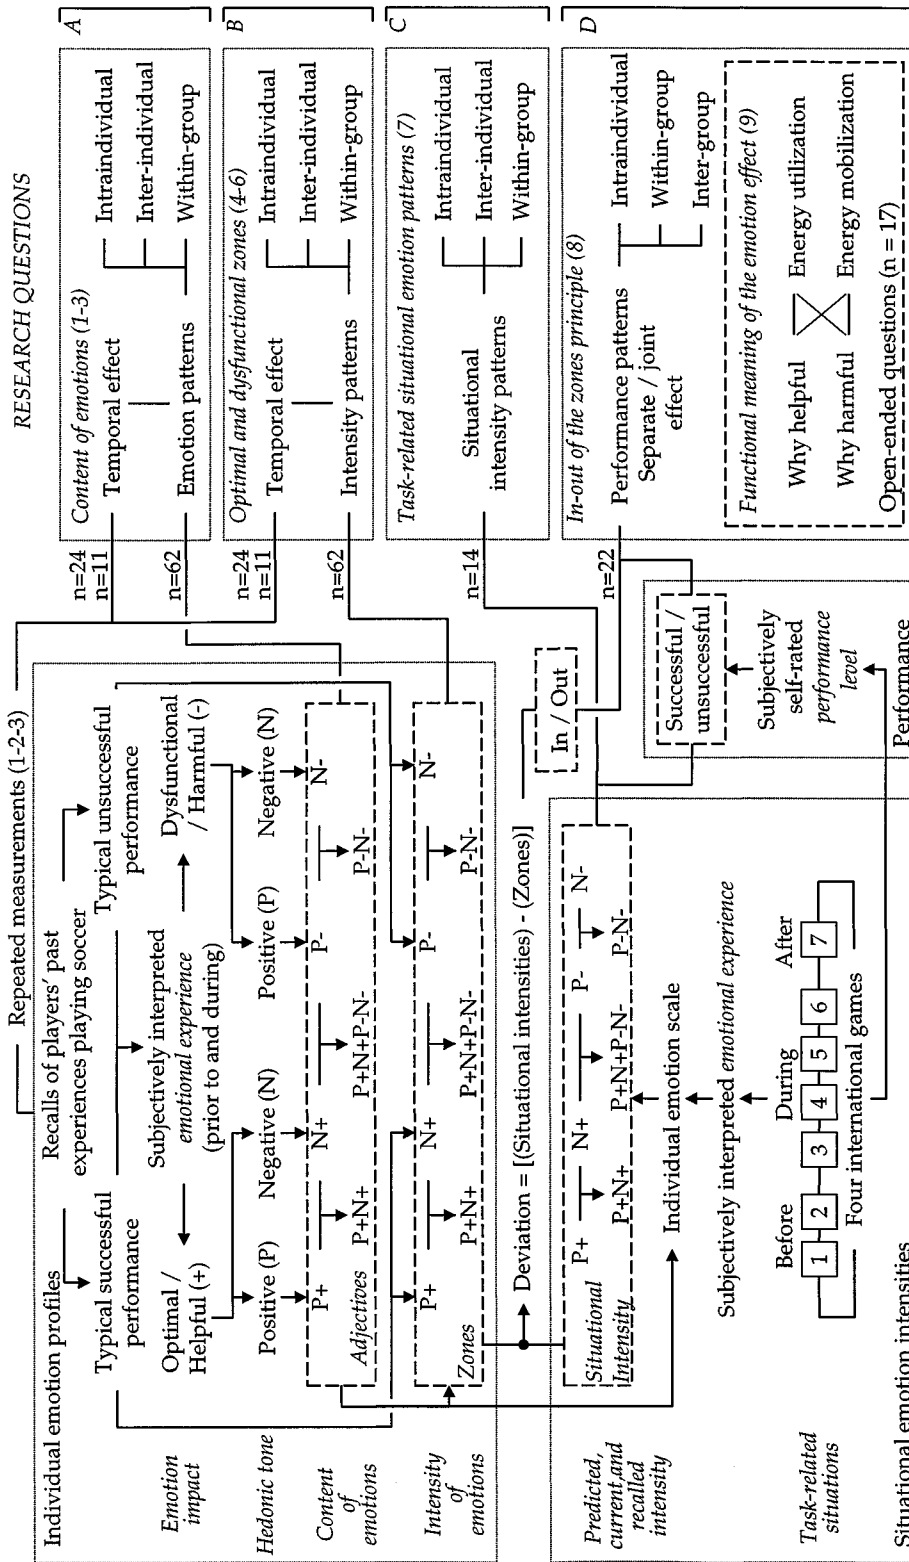 Individual emotion profiles
Repeated measurements (1-2-3)
Recalls of players' past
experiences playing soccer
Typical successful
performance
Typical unsuccessful
performance
Emotion
impact
Optimal /
Helpful (+)
Subjectively interpreted
emotional experience
(prior to and during)
Dysfunctional
/ Harmful (-)
Hedonic tone
Positive (P)
Negative (N)
Positive (P)
Negative (N)
Content
of
emotions
P+
N+
P-
N-
Adjectives
P+N+
P+N+P-N-
P-N-
Intensity
of
emotions
P+
N+
P-
N-
Zones
P+N+
P+N+P-N-
P-N-
Deviation = [(Situational intensities) - (Zones)]
In / Out
Predicted,
current,and
recalled
intensity
Situational
Intensity
P+
N+
P-
N-
P+N+
P+N+P-N-
P-N-
Individual emotion scale
Subjectively interpreted emotional experience
Task-related
situations
Before
During
After
1
2
3
4
5
6
7
Four international games
Situational emotion intensities
Successful /
unsuccessful
Subjectively
self-rated
performance
level
Performance
RESEARCH QUESTIONS
n=24
n=11
n=62
Content of emotions (1-3)
Temporal effect
Emotion patterns
Intraindividual
Inter-individual
Within-group
A
n=24
n=11
n=62
Optimal and dysfunctional zones (4-6)
Temporal effect
Intensity patterns
Intraindividual
Inter-individual
Within-group
B
n=14
Task-related situational emotion patterns (7)
Situational
intensity patterns
Intraindividual
Inter-individual
Within-group
C
n=22
In-out of the zones principle (8)
Performance patterns
Separate / joint
effect
Intraindividual
Within-group
Inter-group
D
Functional meaning of the emotion effect (9)
Why helpful
Energy utilization
Why harmful
Energy mobilization
Open-ended questions (n = 17)